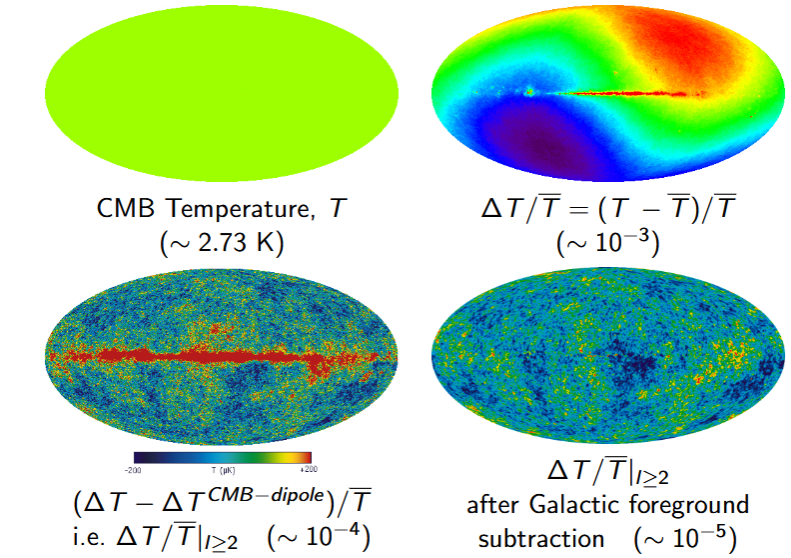 CMB Temperature, T
(∼ 2.73 K)
ΔT/T̅ = (T − T̅)/T̅
(∼ 10⁻³)
-200 T (μK) +200
(ΔT − ΔT^{CMB−dipole})/T̅
i.e. ΔT/T̅|_{l≥2} (∼ 10⁻⁴)
ΔT/T̅|_{l≥2}
after Galactic foreground
subtraction (∼ 10⁻⁵)